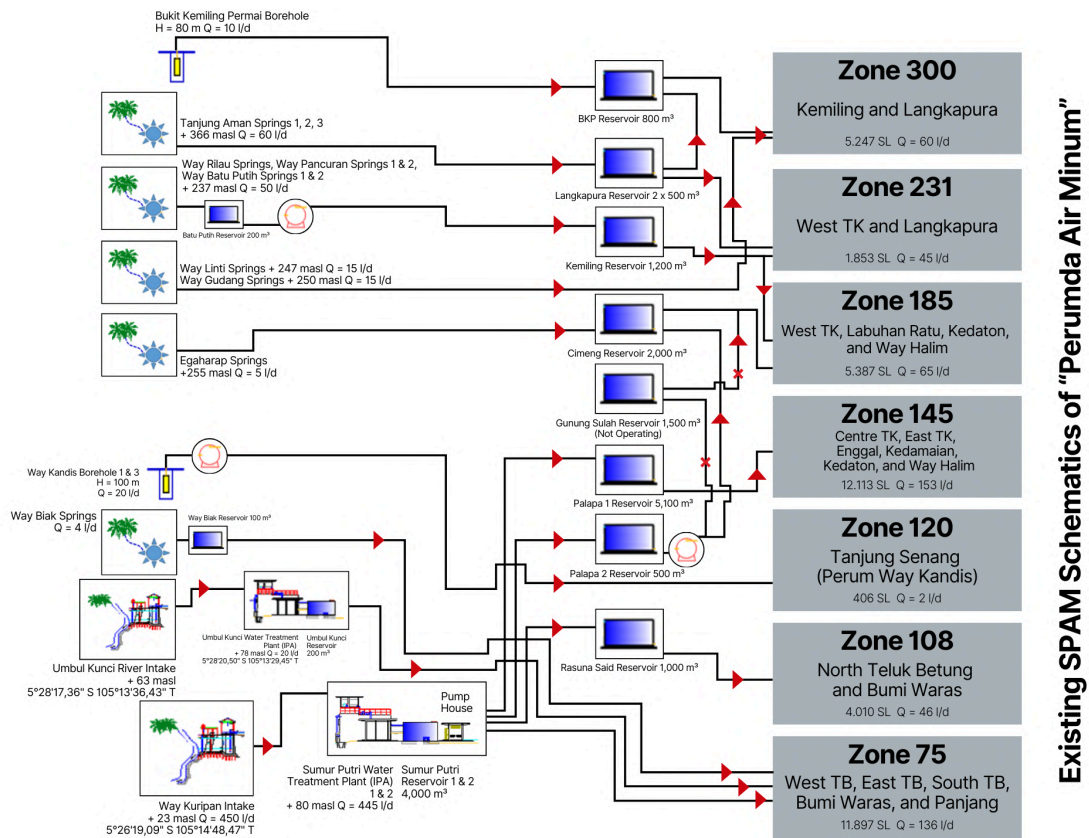 Bukit Kemiling Permai Borehole
H = 80 m Q = 10 l/d
Tanjung Aman Springs 1, 2, 3
+ 366 masl Q = 60 l/d
Way Rilau Springs, Way Pancuran Springs 1 & 2,
Way Batu Putih Springs 1 & 2
+ 237 masl Q = 50 l/d
Batu Putih Reservoir 200 m³
Way Linti Springs + 247 masl Q = 15 l/d
Way Gudang Springs + 250 masl Q = 15 l/d
Egaharap Springs
+255 masl Q = 5 l/d
Way Kandis Borehole 1 & 3
H = 100 m
Q = 20 l/d
Way Biak Springs
Q = 4 l/d
Way Biak Reservoir 100 m³
Umbul Kunci River Intake
+ 63 masl
5°28'17,36" S 105°13'36,43" T
Umbul Kunci Water Treatment
Plant (IPA)
+ 78 masl Q = 20 l/d
5°28'20,50" S 105°13'29,45" T
Umbul Kunci
Reservoir
200 m³
Way Kuripan Intake
+ 23 masl Q = 450 l/d
5°26'19,09" S 105°14'48,47" T
Pump
House
Sumur Putri Water
Treatment Plant (IPA)
1 & 2
+ 80 masl Q = 445 l/d
Sumur Putri
Reservoir 1 & 2
4,000 m³
BKP Reservoir 800 m³
Langkapura Reservoir 2 x 500 m³
Kemiling Reservoir 1,200 m³
Cimeng Reservoir 2,000 m³
Gunung Sulah Reservoir 1,500 m³
(Not Operating)
Palapa 1 Reservoir 5,100 m³
Palapa 2 Reservoir 500 m³
Rasuna Said Reservoir 1,000 m³
Zone 300
Kemiling and Langkapura
5.247 SL Q = 60 l/d
Zone 231
West TK and Langkapura
1.853 SL Q = 45 l/d
Zone 185
West TK, Labuhan Ratu, Kedaton,
and Way Halim
5.387 SL Q = 65 l/d
Zone 145
Centre TK, East TK,
Enggal, Kedamaian,
Kedaton, and Way Halim
12.113 SL Q = 153 l/d
Zone 120
Tanjung Senang
(Perum Way Kandis)
406 SL Q = 2 l/d
Zone 108
North Teluk Betung
and Bumi Waras
4.010 SL Q = 46 l/d
Zone 75
West TB, East TB, South TB,
Bumi Waras, and Panjang
11.897 SL Q = 136 l/d
Existing SPAM Schematics of “Perumda Air Minum”